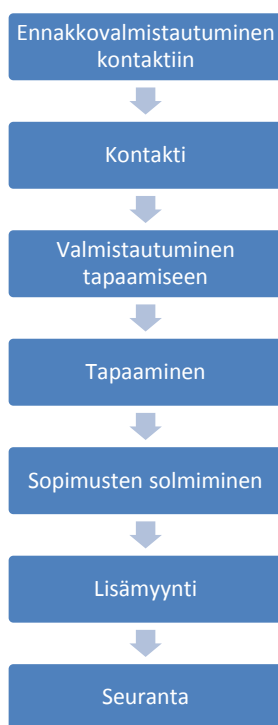 Ennakkovalmistautuminen
kontaktiin
Kontakti
Valmistautuminen
tapaamiseen
Tapaaminen
Sopimusten solmiminen
Lisämyynti
Seuranta